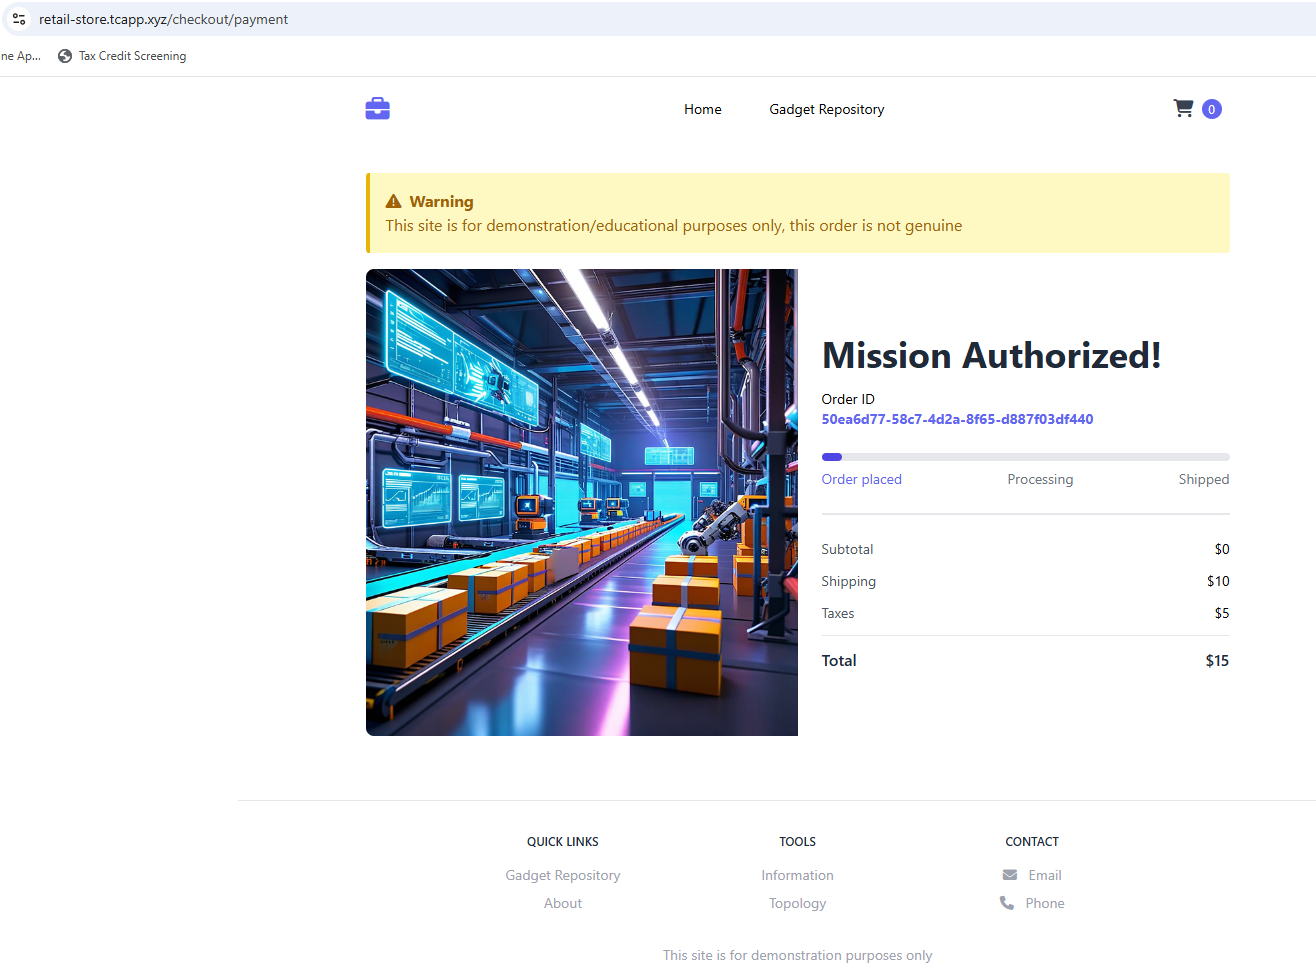 retail-store.tcapp.xyz/checkout/payment
ne Ap...
Tax Credit Screening
Home
Gadget Repository
0
Warning
This site is for demonstration/educational purposes only, this order is not genuine
Mission Authorized!
Order ID
50ea6d77-58c7-4d2a-8f65-d887f03df440
Order placed
Processing
Shipped
Subtotal
$0
Shipping
$10
Taxes
$5
Total
$15
QUICK LINKS
Gadget Repository
About
TOOLS
Information
Topology
CONTACT
Email
Phone
This site is for demonstration purposes only